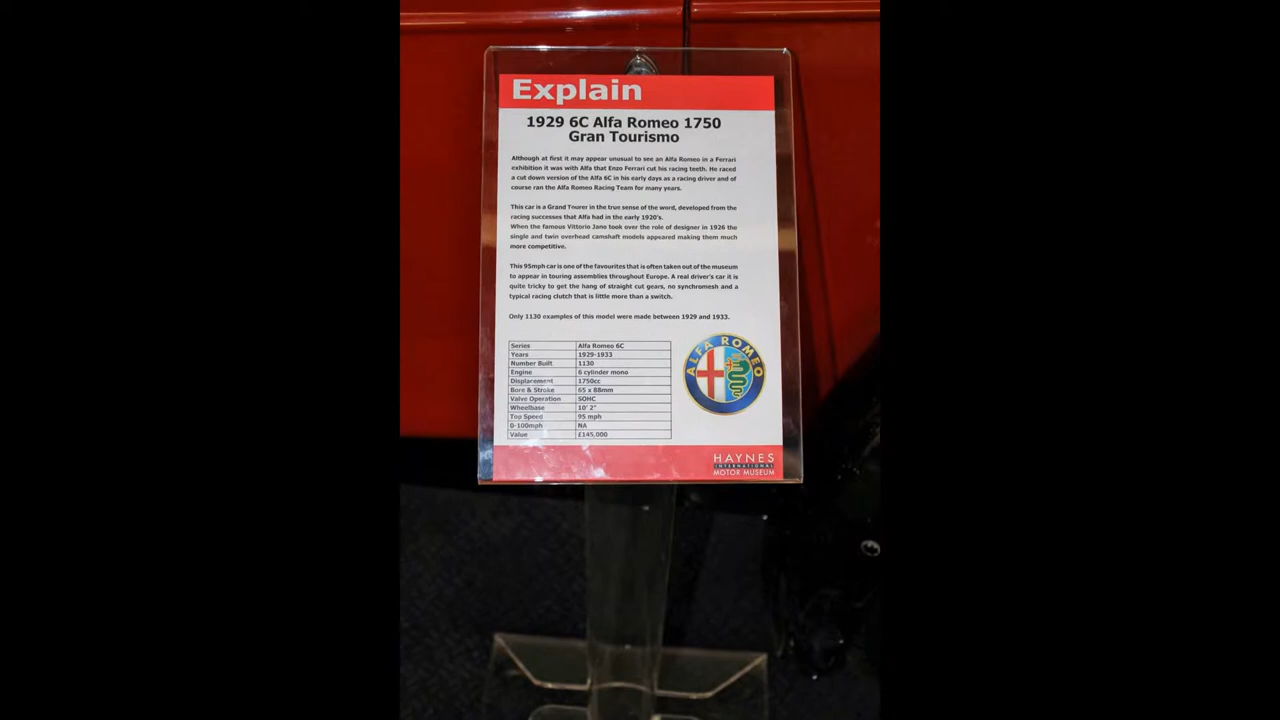 Explain
1929 6C Alfa Romeo 1750
Gran Tourismo
Although at first it may appear unusual to see an Alfa Romeo in a Ferrari
exhibition it was with Alfa that Enzo Ferrari cut his racing teeth. He raced
a cut down version of the Alfa 6C in his early days as a racing driver and of
course ran the Alfa Romeo Racing Team for many years.
This car is a Grand Tourer in the true sense of the word, developed from the
racing successes that Alfa had in the early 1920's.
When the famous Vittorio Jano took over the role of designer in 1926 the
single and twin overhead camshaft models appeared making them much
more competitive.
This 95mph car is one of the favourites that is often taken out of the museum
to appear in touring assemblies throughout Europe. A real driver's car it is
quite tricky to get the hang of straight cut gears, no synchromesh and a
typical racing clutch that is little more than a switch.
Only 1130 examples of this model were made between 1929 and 1933.
Series Alfa Romeo 6C
Years 1929-1933
Number Built 1130
Engine 6 cylinder mono
Displacement 1750cc
Bore & Stroke 65 x 88mm
Valve Operation SOHC
Wheelbase 10' 2"
Top Speed 95 mph
0-100mph NA
Value £145,000
ALFA ROMEO
HAYNES
INTERNATIONAL
MOTOR MUSEUM